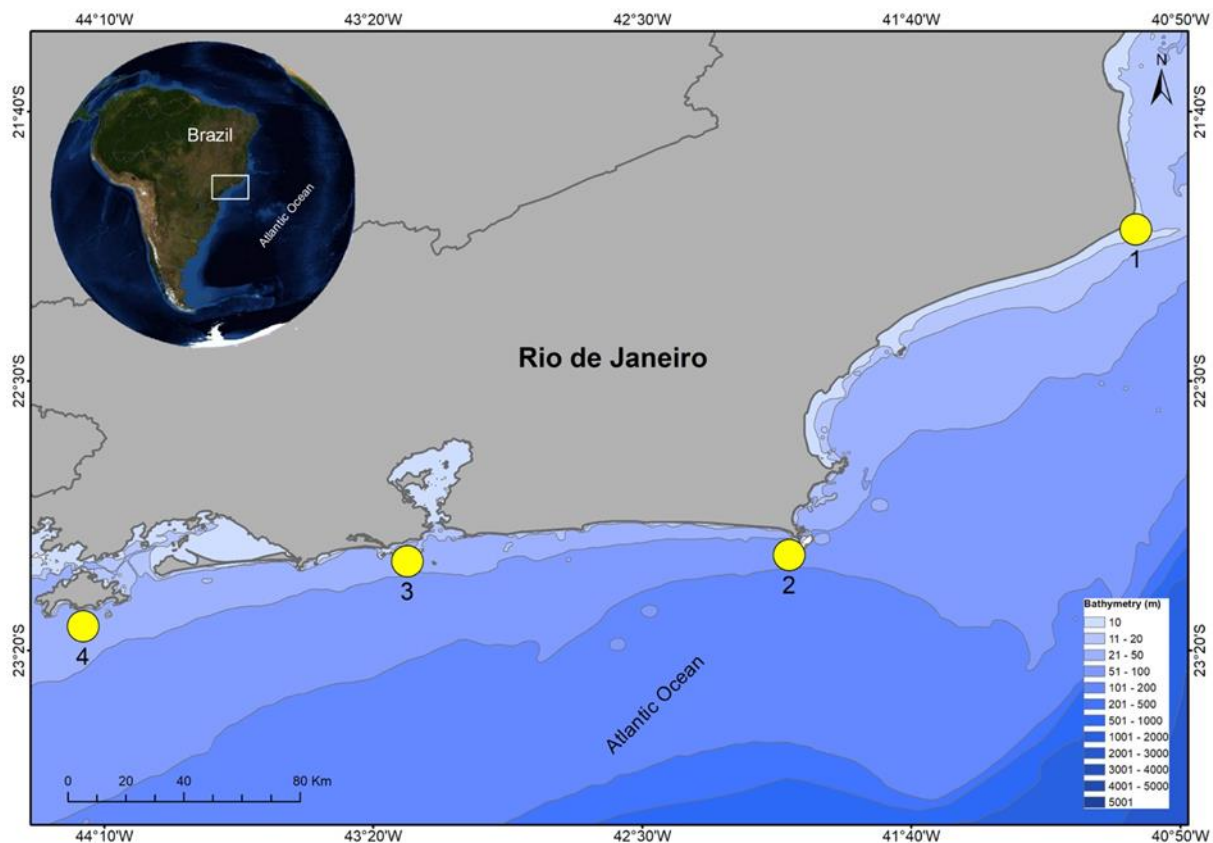 44°10'W 43°20'W 42°30'W 41°40'W 40°50'W
N
21°40'S 21°40'S
Brazil
Atlantic Ocean
1
Rio de Janeiro
22°30'S 22°30'S
3
2
4
23°20'S 23°20'S
Atlantic Ocean
Bathymetry (m)
10
11 - 20
21 - 50
51 - 100
101 - 200
201 - 500
501 - 1000
1001 - 2000
2001 - 3000
3001 - 4000
4001 - 5000
5001
0 20 40 80 Km
44°10'W 43°20'W 42°30'W 41°40'W 40°50'W